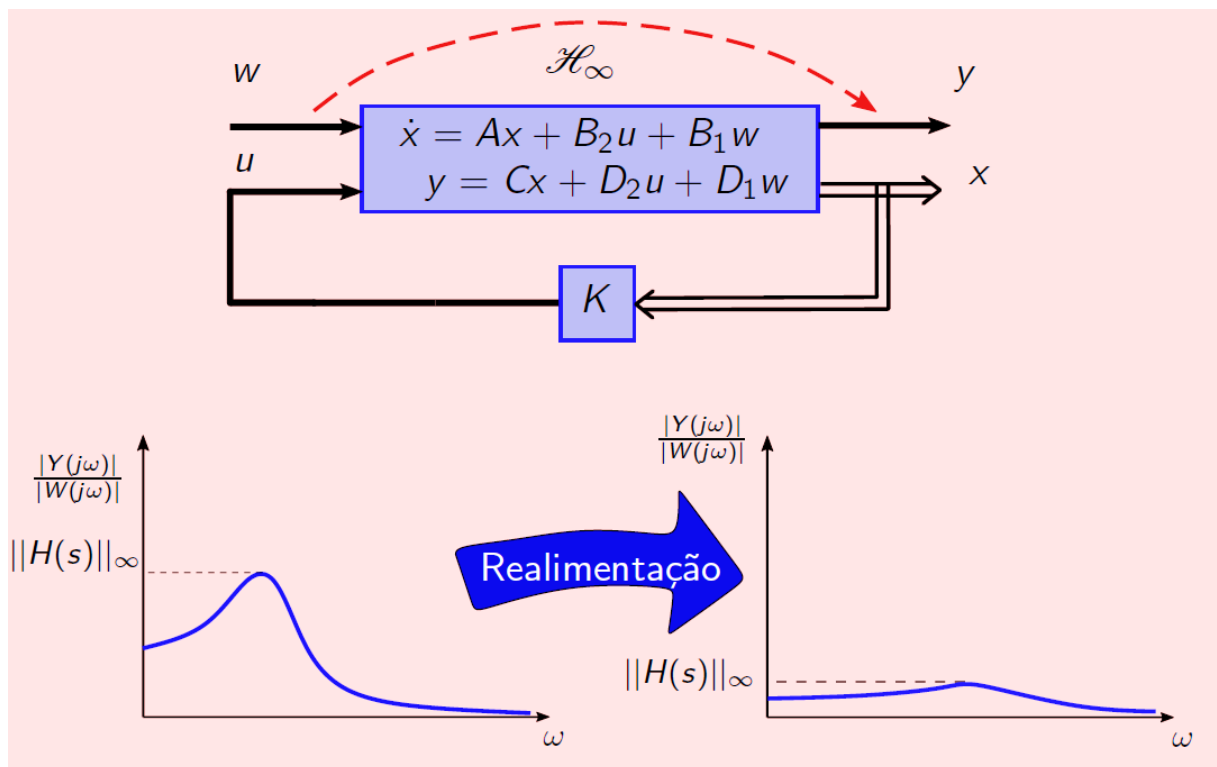 ℋ∞
w
y
ẋ = Ax + B₂u + B₁w
u
y = Cx + D₂u + D₁w
x
K
|Y(jω)|
|W(jω)|
||H(s)||∞
ω
Realimentação
|Y(jω)|
|W(jω)|
||H(s)||∞
ω